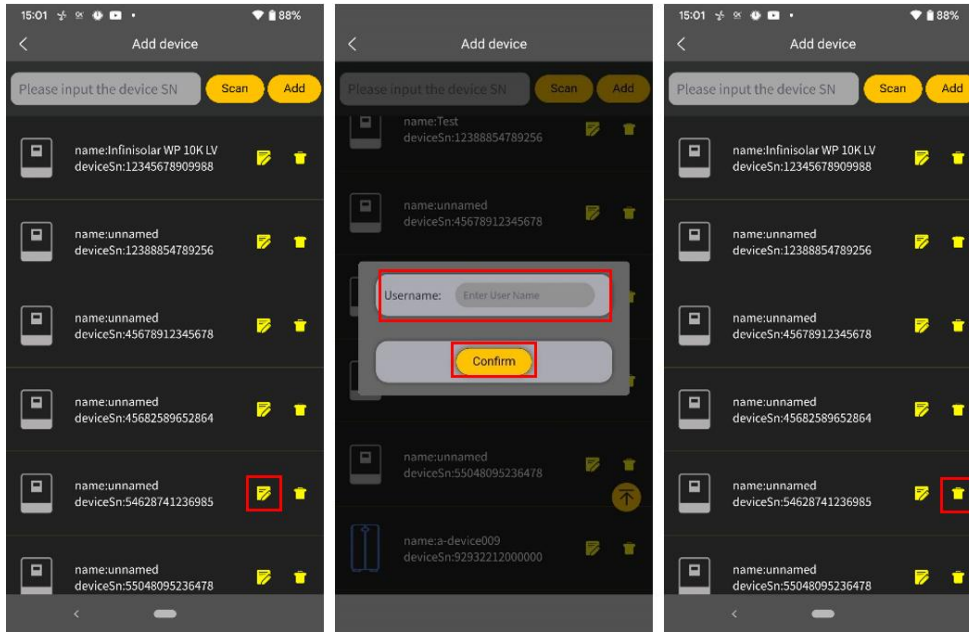 15:01
88%
Add device
Please input the device SN
Scan
Add
name:Infinisolar WP 10K LV
deviceSn:12345678909988
name:unnamed
deviceSn:12388854789256
name:unnamed
deviceSn:45678912345678
name:unnamed
deviceSn:45682589652864
name:unnamed
deviceSn:54628741236985
name:unnamed
deviceSn:55048095236478
Add device
Please input the device SN
Scan
Add
name:Test
deviceSn:12388854789256
name:unnamed
deviceSn:45678912345678
Username:
Enter User Name
Confirm
name:unnamed
deviceSn:55048095236478
name:a-device009
deviceSn:92932212000000
15:01
88%
Add device
Please input the device SN
Scan
Add
name:Infinisolar WP 10K LV
deviceSn:12345678909988
name:unnamed
deviceSn:12388854789256
name:unnamed
deviceSn:45678912345678
name:unnamed
deviceSn:45682589652864
name:unnamed
deviceSn:54628741236985
name:unnamed
deviceSn:55048095236478